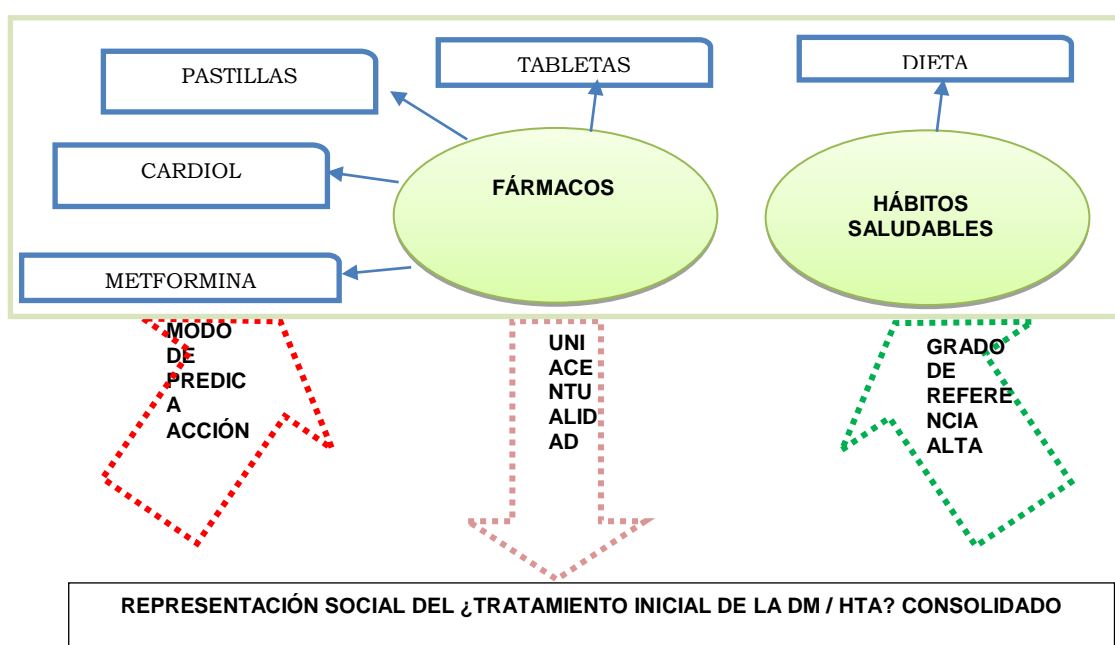 PASTILLAS
TABLETAS
DIETA
CARDIOL
FÁRMACOS
HÁBITOS
SALUDABLES
METFORMINA
MODO
DE
PREDIC
A
ACCIÓN
UNI
ACE
NTU
ALID
AD
GRADO
DE
REFERE
NCIA
ALTA
REPRESENTACIÓN SOCIAL DEL ¿TRATAMIENTO INICIAL DE LA DM / HTA? CONSOLIDADO